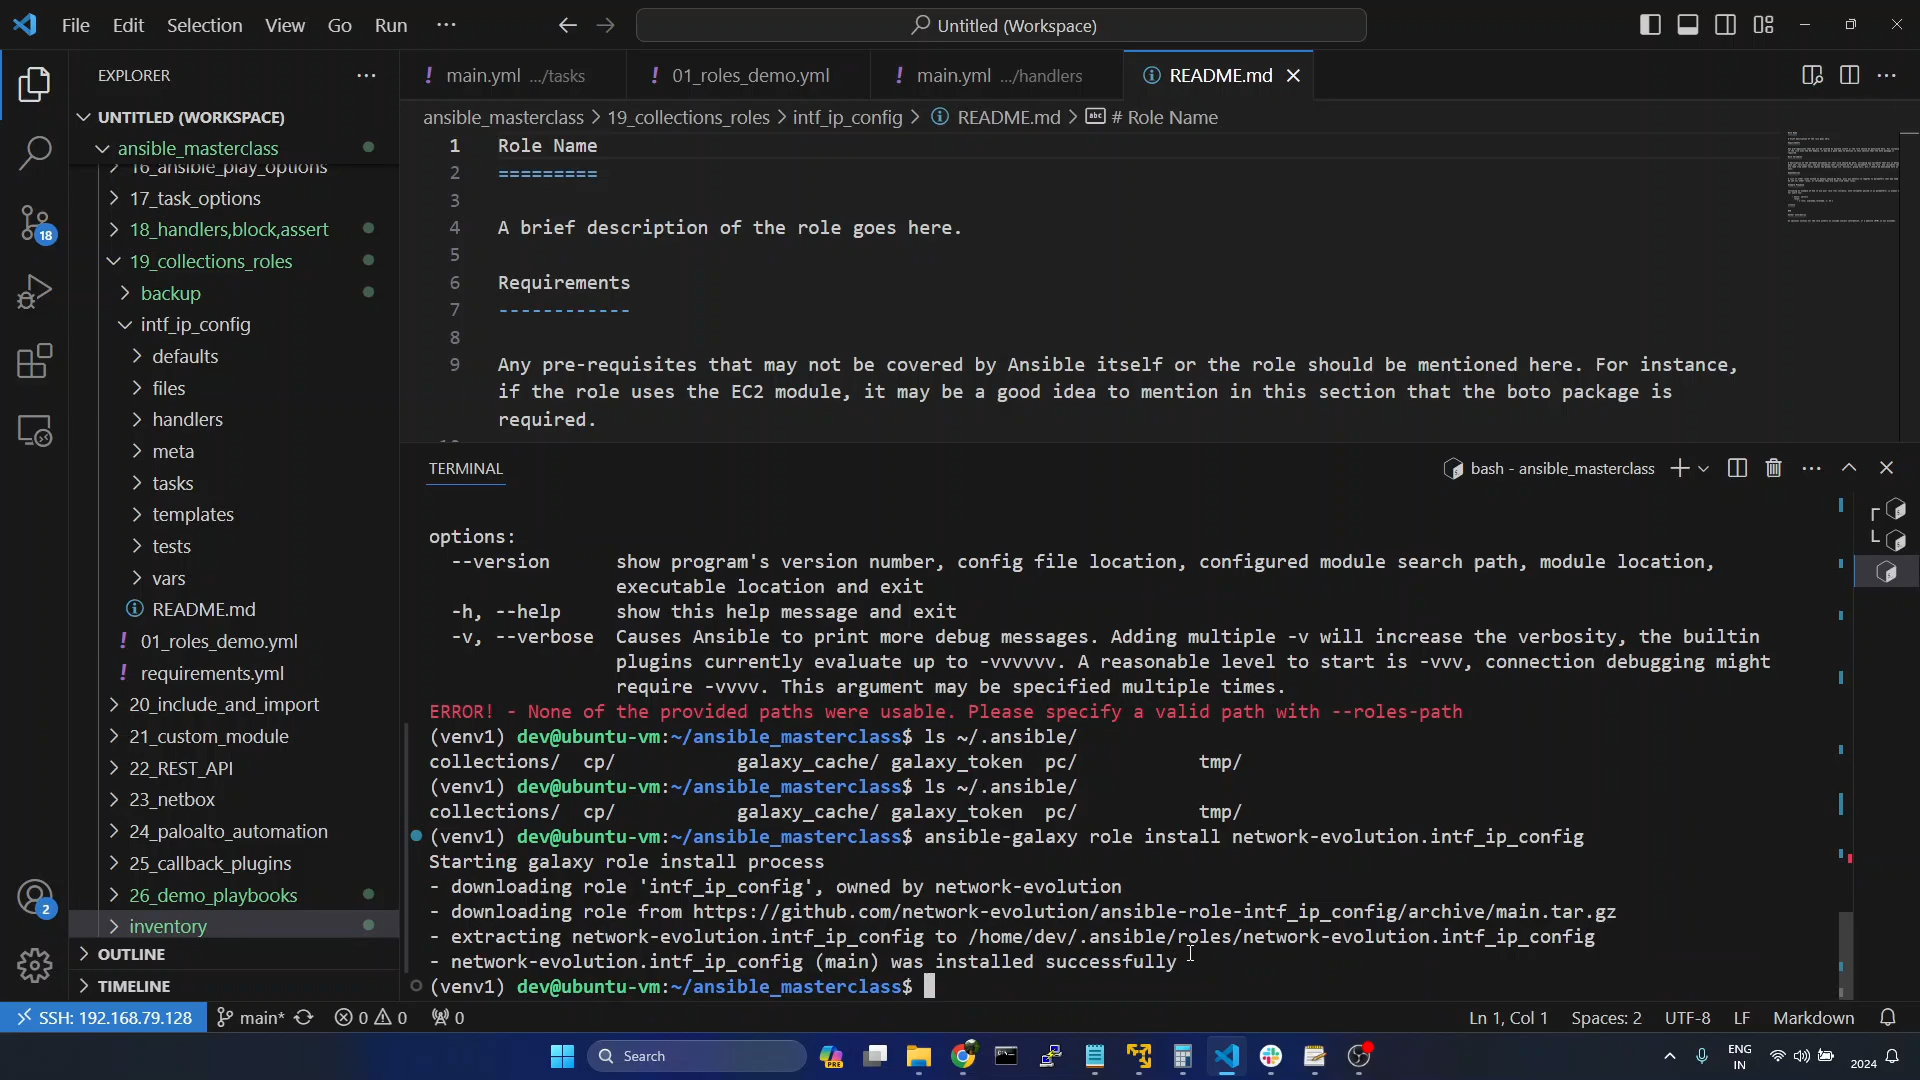 File Edit Selection View Go Run ··· Untitled (Workspace)
EXPLORER
UNTITLED (WORKSPACE)
ansible_masterclass
16_ansible_play_options
17_task_options
18_handlers,block,assert
19_collections_roles
backup
intf_ip_config
defaults
files
handlers
meta
tasks
templates
tests
vars
README.md
01_roles_demo.yml
requirements.yml
20_include_and_import
21_custom_module
22_REST_API
23_netbox
24_paloalto_automation
25_callback_plugins
26_demo_playbooks
inventory
OUTLINE
TIMELINE
18
2
main.yml .../tasks 01_roles_demo.yml main.yml .../handlers README.md
ansible_masterclass > 19_collections_roles > intf_ip_config > README.md > # Role Name
1 Role Name
2 =========
3
4 A brief description of the role goes here.
5
6 Requirements
7 ------------
8
9 Any pre-requisites that may not be covered by Ansible itself or the role should be mentioned here. For instance,
if the role uses the EC2 module, it may be a good idea to mention in this section that the boto package is
required.
TERMINAL bash - ansible_masterclass
options:
--version show program's version number, config file location, configured module search path, module location,
executable location and exit
-h, --help show this help message and exit
-v, --verbose Causes Ansible to print more debug messages. Adding multiple -v will increase the verbosity, the builtin
plugins currently evaluate up to -vvvvvv. A reasonable level to start is -vvv, connection debugging might
require -vvvv. This argument may be specified multiple times.
ERROR! - None of the provided paths were usable. Please specify a valid path with --roles-path
(venv1) dev@ubuntu-vm:~/ansible_masterclass$ ls ~/.ansible/
collections/ cp/ galaxy_cache/ galaxy_token pc/ tmp/
(venv1) dev@ubuntu-vm:~/ansible_masterclass$ ls ~/.ansible/
collections/ cp/ galaxy_cache/ galaxy_token pc/ tmp/
(venv1) dev@ubuntu-vm:~/ansible_masterclass$ ansible-galaxy role install network-evolution.intf_ip_config
Starting galaxy role install process
- downloading role 'intf_ip_config', owned by network-evolution
- downloading role from https://github.com/network-evolution/ansible-role-intf_ip_config/archive/main.tar.gz
- extracting network-evolution.intf_ip_config to /home/dev/.ansible/roles/network-evolution.intf_ip_config
- network-evolution.intf_ip_config (main) was installed successfully
(venv1) dev@ubuntu-vm:~/ansible_masterclass$
SSH: 192.168.79.128 main* 0 0 0 Ln 1, Col 1 Spaces: 2 UTF-8 LF Markdown
Search PRE ENG
IN 2024